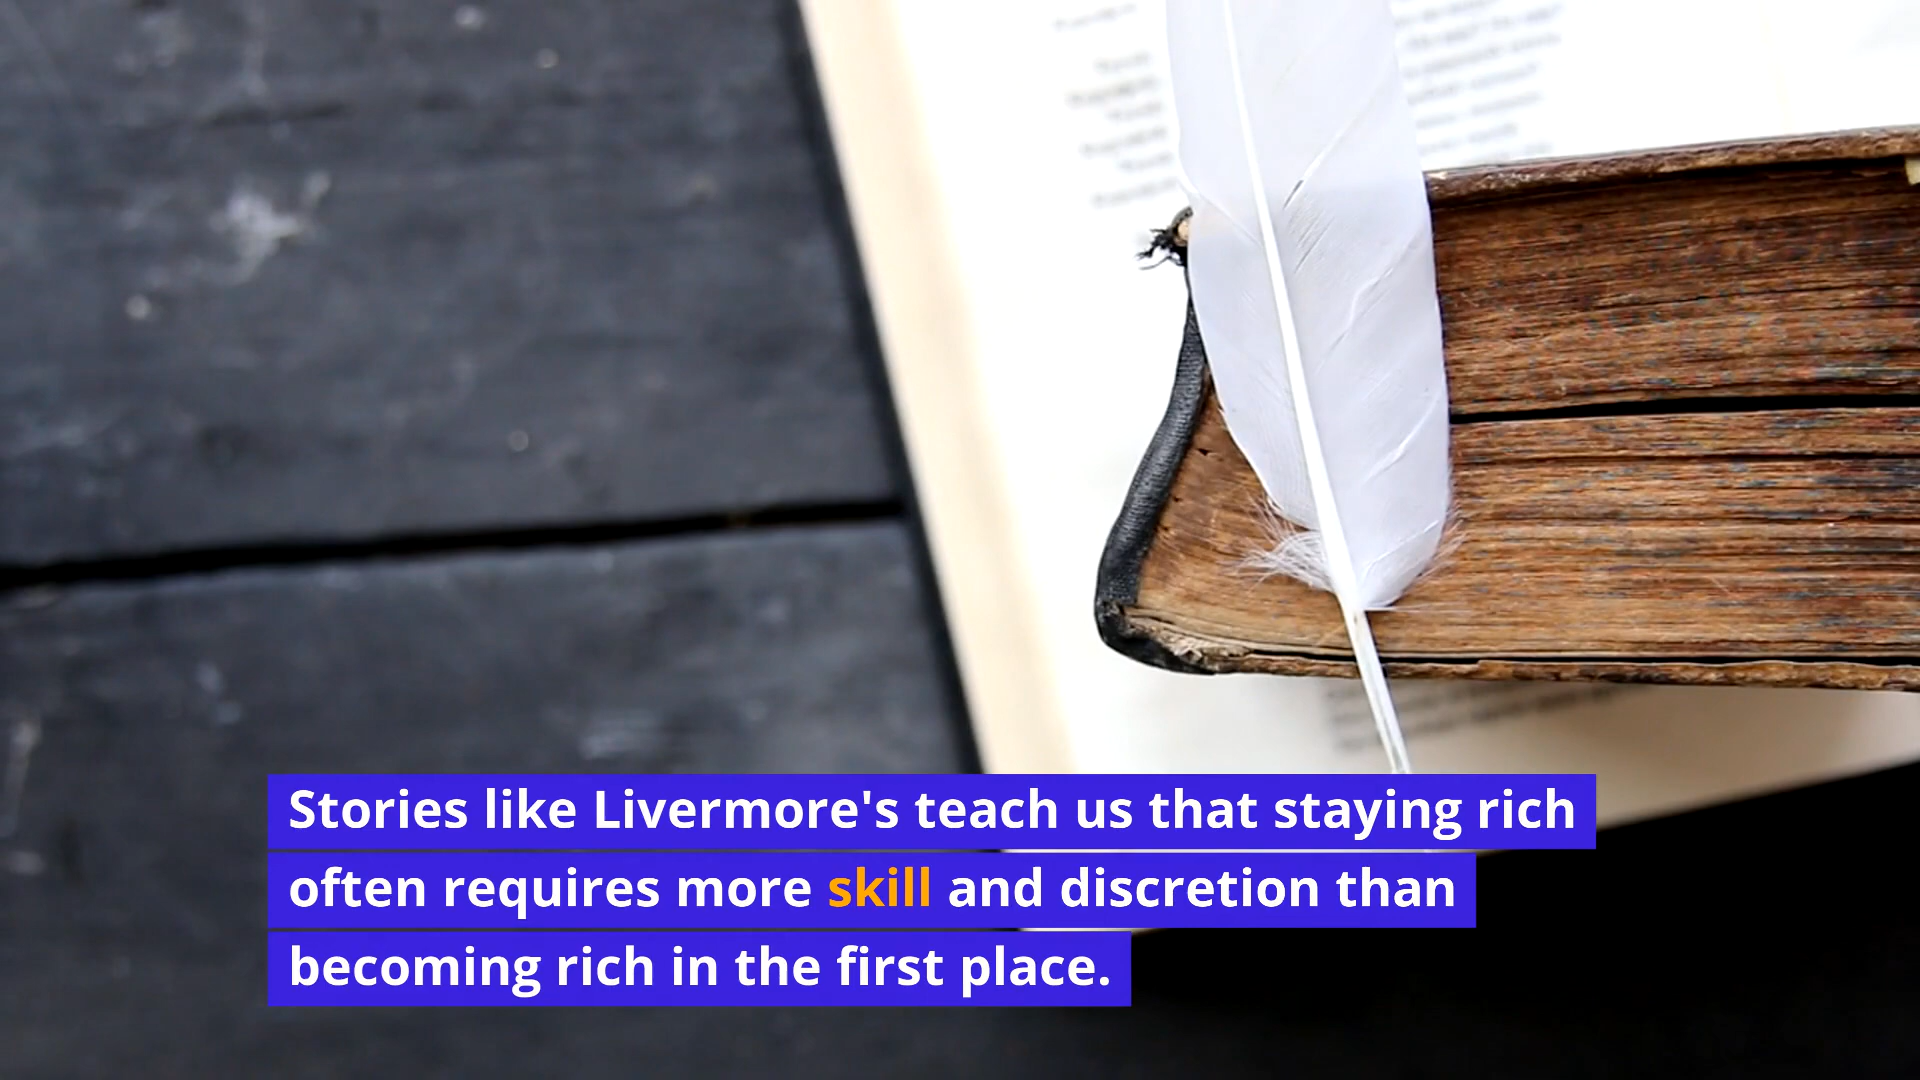 Stories like Livermore's teach us that staying rich
often requires more skill and discretion than
becoming rich in the first place.